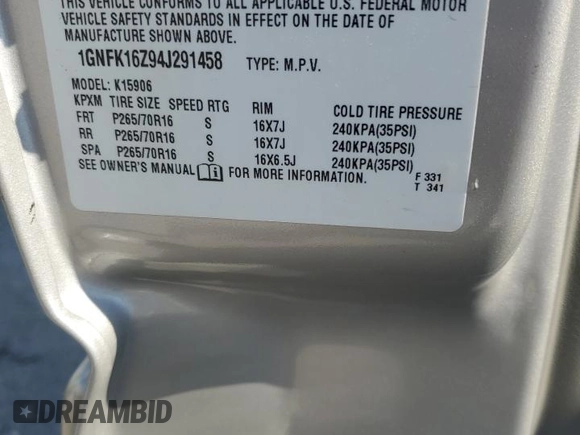 THIS VEHICLE CONFORMS TO ALL APPLICABLE U.S. FEDERAL MOTOR
VEHICLE SAFETY STANDARDS IN EFFECT ON THE DATE OF
MANUFACTURE SHOWN ABOVE.
1GNFK16Z94J291458 TYPE: M.P.V.
MODEL: K15906
KPXM TIRE SIZE SPEED RTG RIM COLD TIRE PRESSURE
FRT P265/70R16 S 16X7J 240KPA(35PSI)
RR P265/70R16 S 16X7J 240KPA(35PSI)
SPA P265/70R16 S 16X6.5J 240KPA(35PSI)
SEE OWNER'S MANUAL FOR MORE INFORMATION.
F 331
T 341
DREAMBID